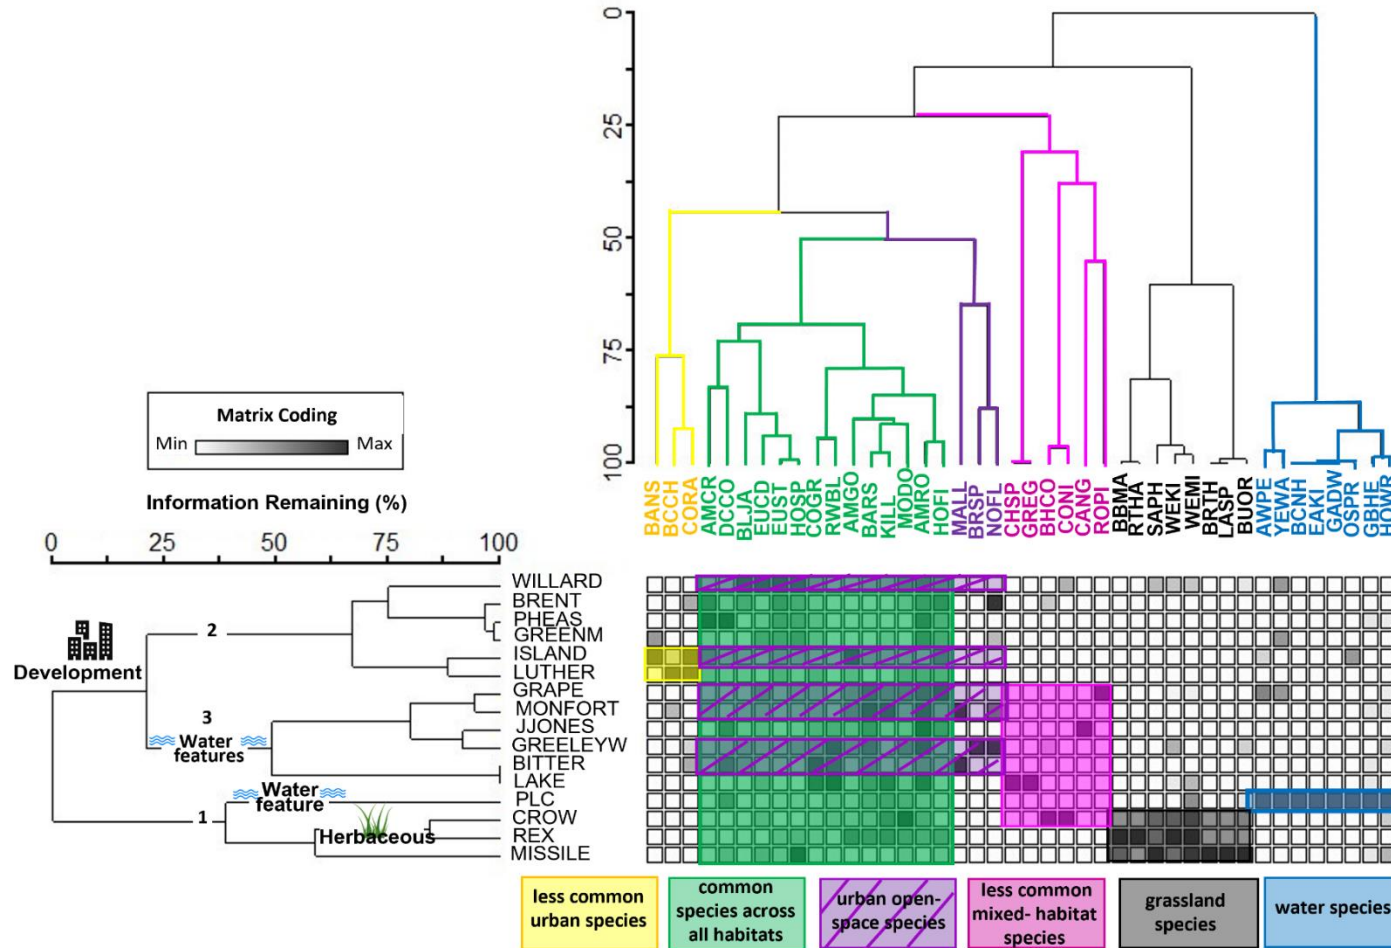 0
25
50
75
100
Matrix Coding
Min Max
Information Remaining (%)
0 25 50 75 100
BANS
BCCH
CORA
AMCR
DCCO
BLJA
EUCD
EUST
HOSP
COGR
RWBL
AMGO
BARS
KILL
MODO
AMRO
HOFI
MALL
BRSP
NOFL
CHSP
GREG
BHCO
CONI
CANG
ROPI
BBMA
RTHA
SAPH
WEKI
WEMI
BRTH
LASP
BUOR
AWPE
YEWA
BCNH
EAKI
GADW
OSPR
GBHE
HOWR
WILLARD
BRENT
PHEAS
GREENM
ISLAND
LUTHER
GRAPE
MONFORT
JJONES
GREELEYW
BITTER
LAKE
PLC
CROW
REX
MISSILE
Development
2
3
Water
features
Water
feature
1
Herbaceous
less common
urban species
common
species across
all habitats
urban open-
space species
less common
mixed- habitat
species
grassland
species
water species